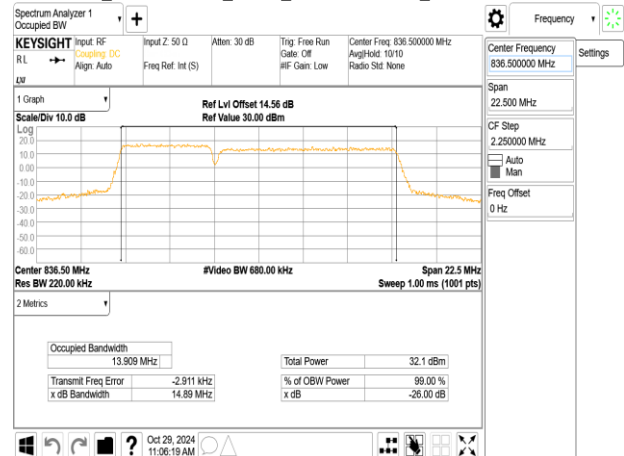 Spectrum Analyzer 1
Occupied BW
Frequency
KEYSIGHT
RL
LXI
Input: RF
Coupling: DC
Align: Auto
Input Z: 50 Ω
Freq Ref: Int (S)
Atten: 30 dB
Trig: Free Run
Gate: Off
#IF Gain: Low
Center Freq: 836.500000 MHz
Avg|Hold: 10/10
Radio Std: None
Center Frequency
836.500000 MHz
Settings
Span
22.500 MHz
CF Step
2.250000 MHz
Auto
Man
Freq Offset
0 Hz
1 Graph
Scale/Div 10.0 dB
Ref Lvl Offset 14.56 dB
Ref Value 30.00 dBm
Log
20.0
10.0
0.00
-10.0
-20.0
-30.0
-40.0
-50.0
-60.0
Center 836.50 MHz
#Video BW 680.00 kHz
Span 22.5 MHz
Res BW 220.00 kHz
Sweep 1.00 ms (1001 pts)
2 Metrics
Occupied Bandwidth
13.909 MHz
Total Power 32.1 dBm
Transmit Freq Error -2.911 kHz
% of OBW Power 99.00 %
x dB Bandwidth 14.89 MHz
x dB -26.00 dB
?
Oct 29, 2024
11:06:19 AM